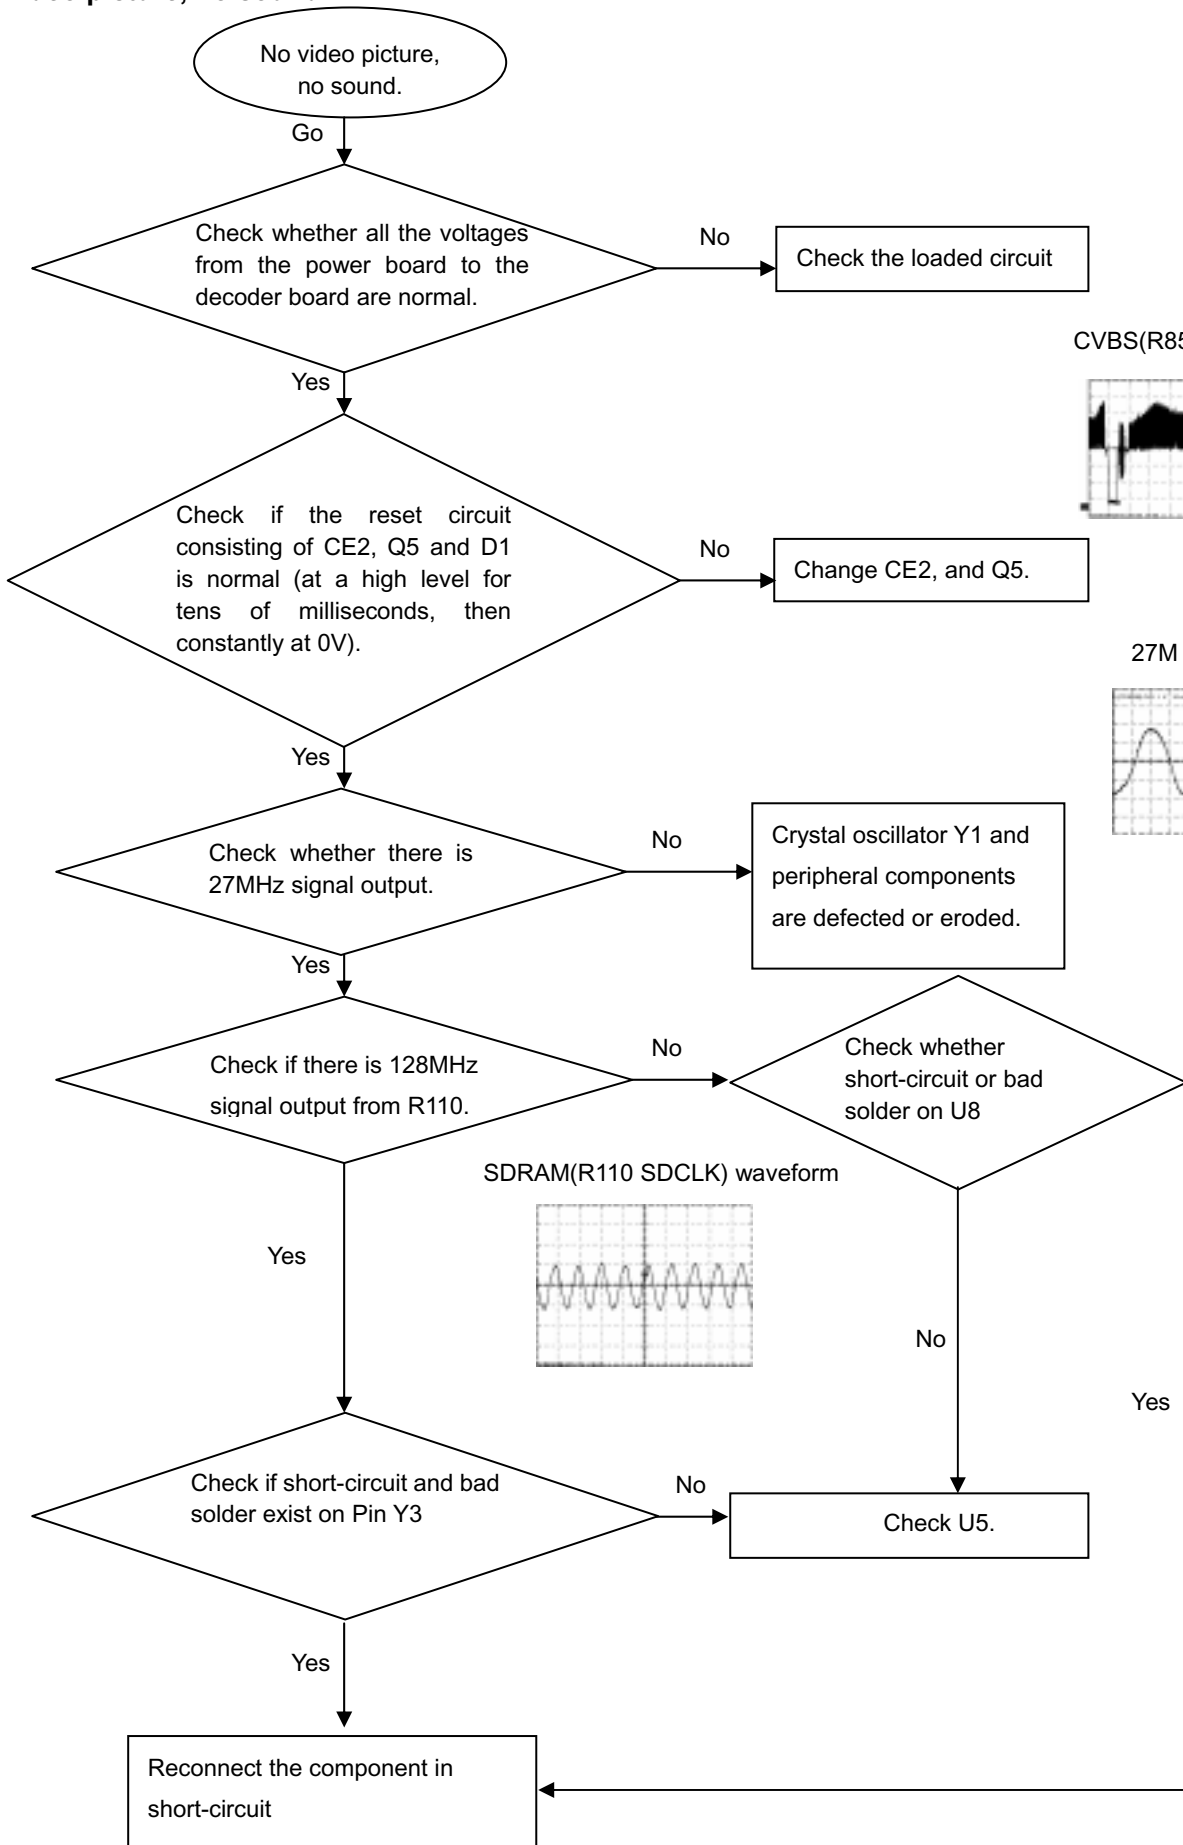 No video picture,
no sound.
Go
Check whether all the voltages
from the power board to the
decoder board are normal.
No
Check the loaded circuit
CVBS(R85
Yes
Check if the reset circuit
consisting of CE2, Q5 and D1
is normal (at a high level for
tens of milliseconds, then
constantly at 0V).
No
Change CE2, and Q5.
27M
Yes
Check whether there is
27MHz signal output.
No
Crystal oscillator Y1 and
peripheral components
are defected or eroded.
Yes
Check if there is 128MHz
signal output from R110.
No
Check whether
short-circuit or bad
solder on U8
SDRAM(R110 SDCLK) waveform
Yes
No
Yes
Check if short-circuit and bad
solder exist on Pin Y3
No
Check U5.
Yes
Reconnect the component in
short-circuit